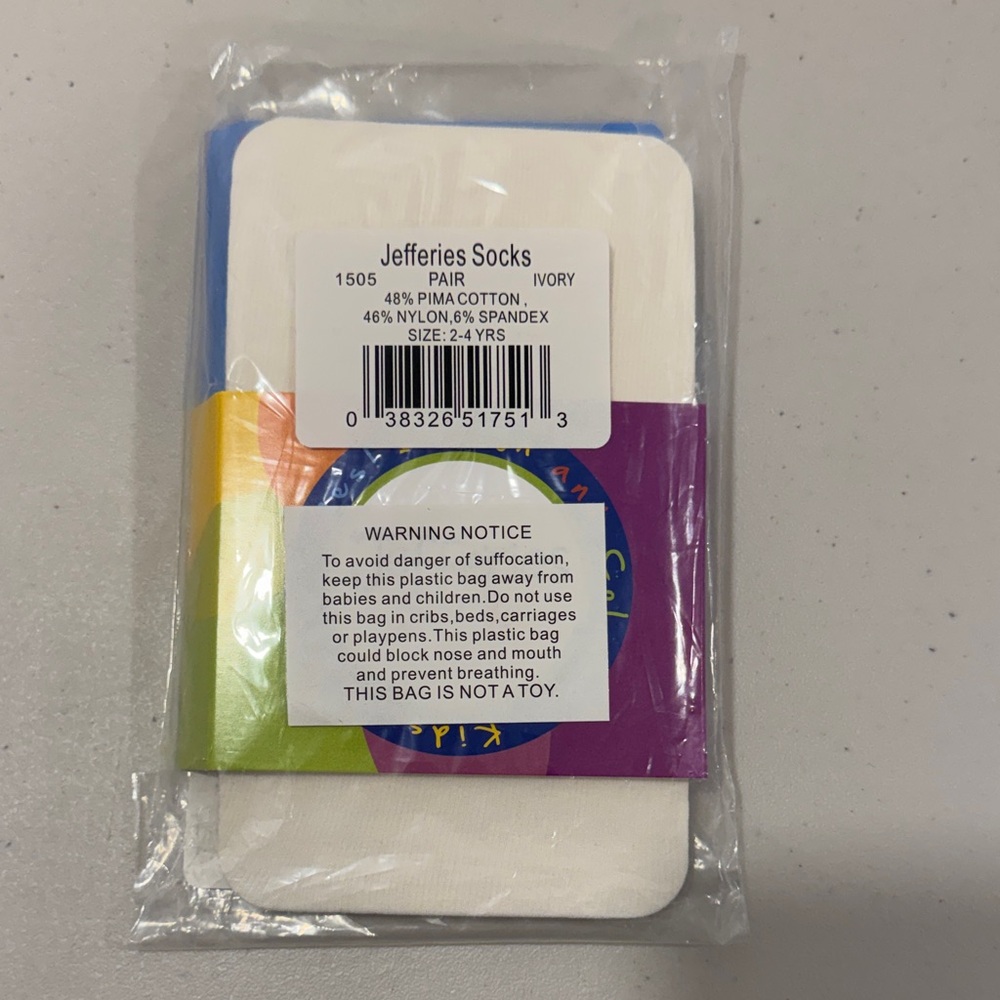 Jefferies Socks
1505 PAIR IVORY
48% PIMA COTTON ,
46% NYLON,6% SPANDEX
SIZE: 2-4 YRS
0 38326 51751 3
WARNING NOTICE
To avoid danger of suffocation,
keep this plastic bag away from
babies and children.Do not use
this bag in cribs,beds,carriages
or playpens.This plastic bag
could block nose and mouth
and prevent breathing.
THIS BAG IS NOT A TOY.
Kids